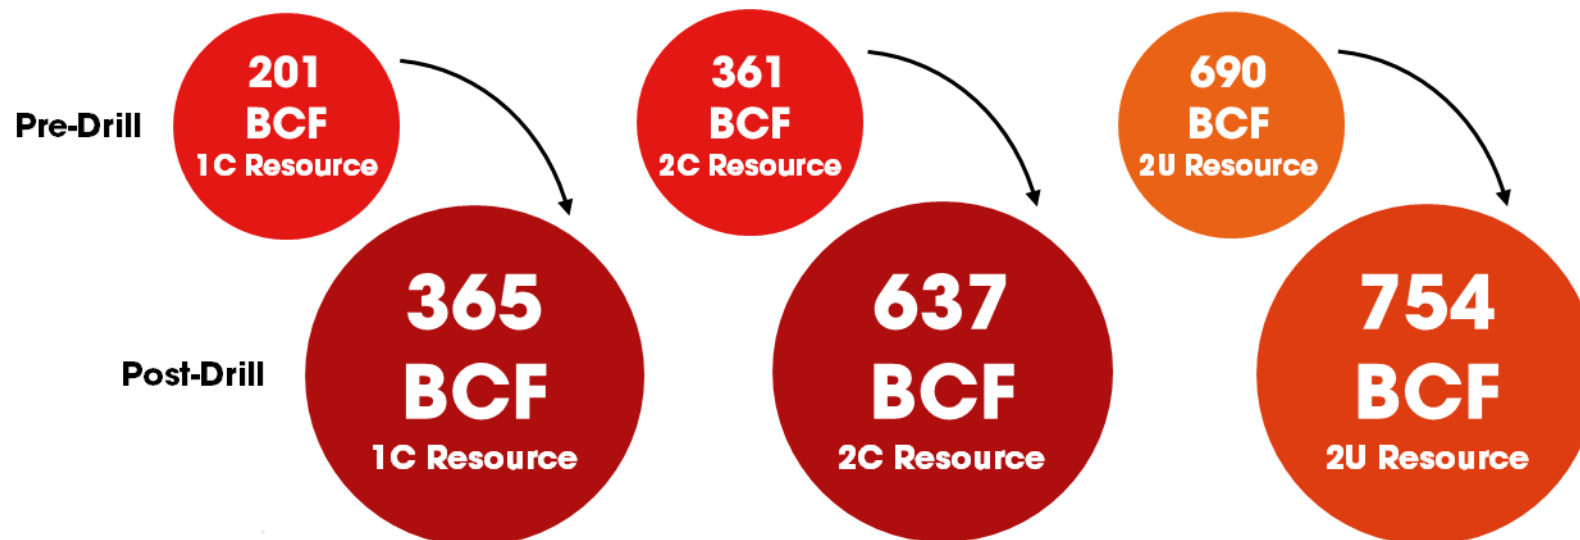 Pre-Drill
201
BCF
1C Resource
361
BCF
2C Resource
690
BCF
2U Resource
Post-Drill
365
BCF
1C Resource
637
BCF
2C Resource
754
BCF
2U Resource